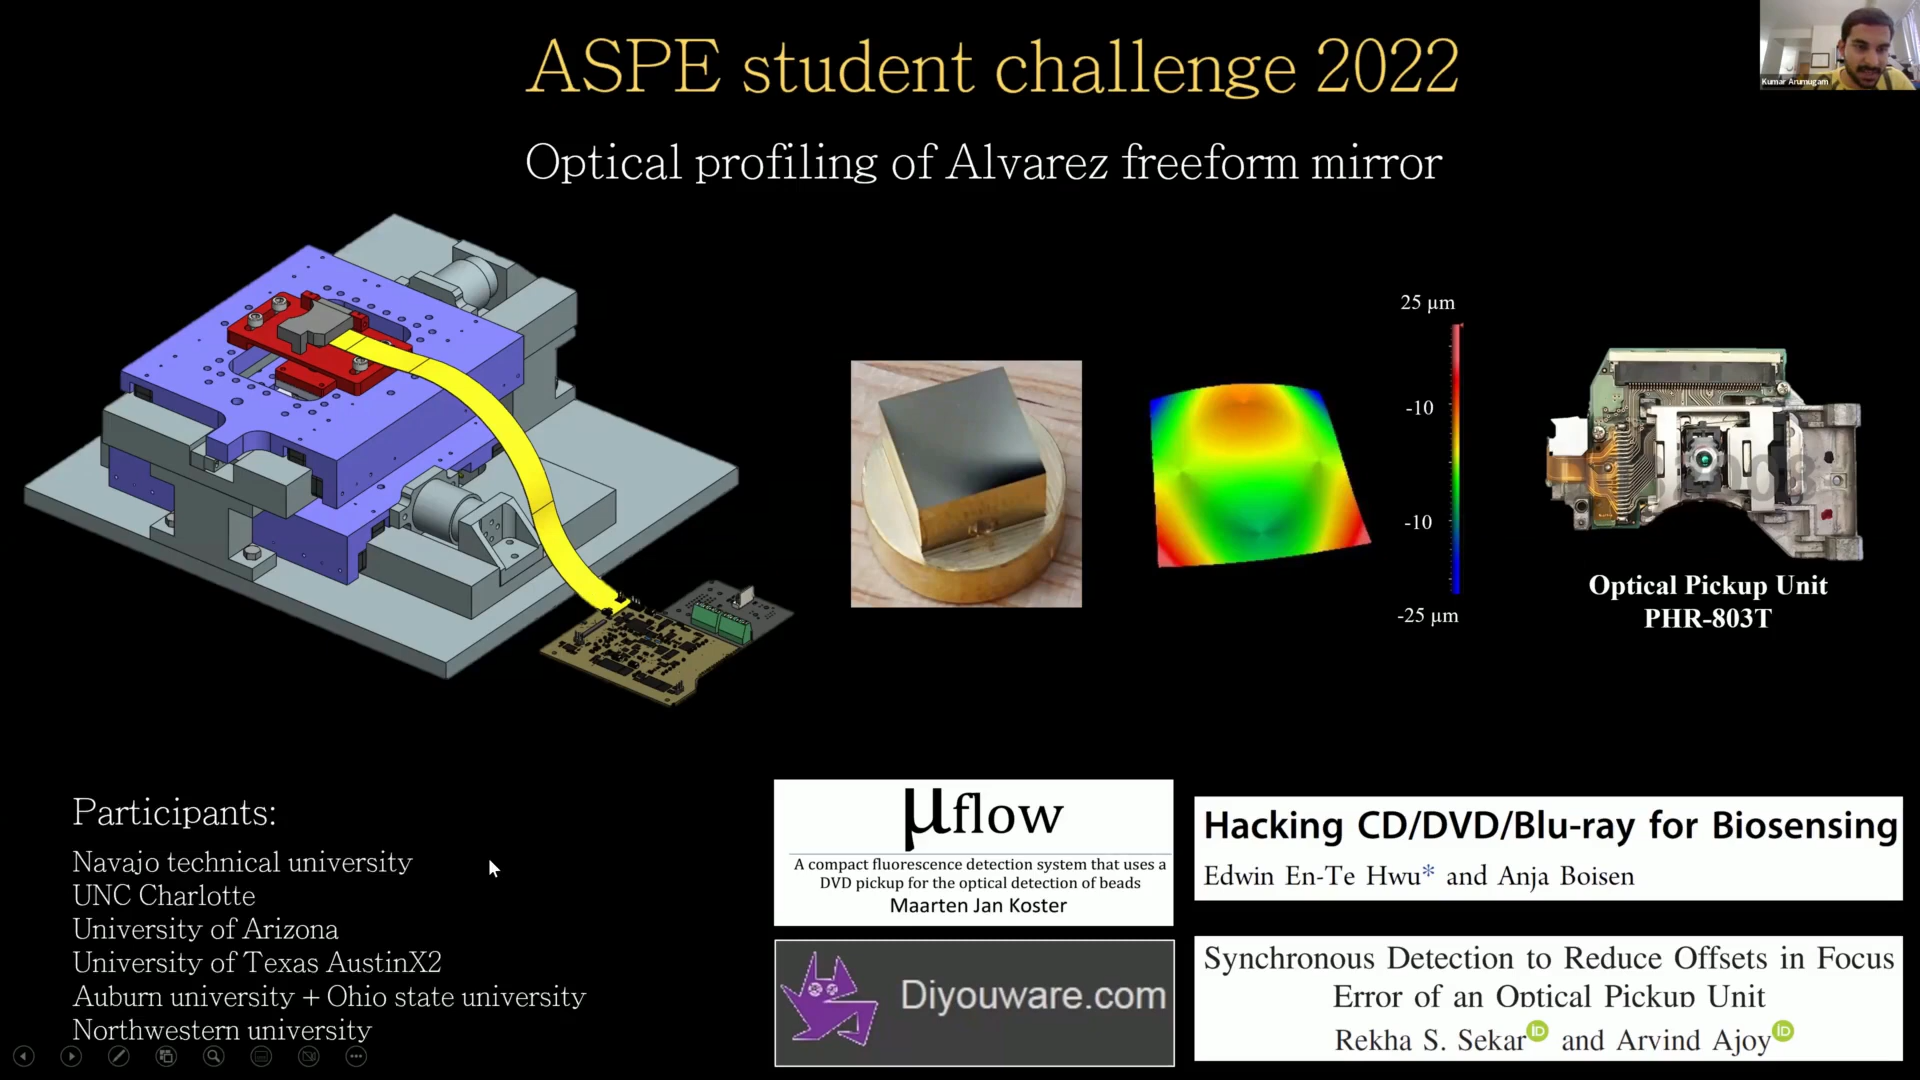 ASPE student challenge 2022
Kumar Arumugam
Optical profiling of Alvarez freeform mirror
25 µm
-10
-10
-25 µm
Optical Pickup Unit
PHR-803T
Participants:
Navajo technical university
UNC Charlotte
University of Arizona
University of Texas AustinX2
Auburn university + Ohio state university
Northwestern university
µflow
A compact fluorescence detection system that uses a
DVD pickup for the optical detection of beads
Maarten Jan Koster
Hacking CD/DVD/Blu-ray for Biosensing
Edwin En-Te Hwu* and Anja Boisen
Diyouware.com
Synchronous Detection to Reduce Offsets in Focus
Error of an Optical Pickup Unit
Rekha S. Sekar iD and Arvind Ajoy iD